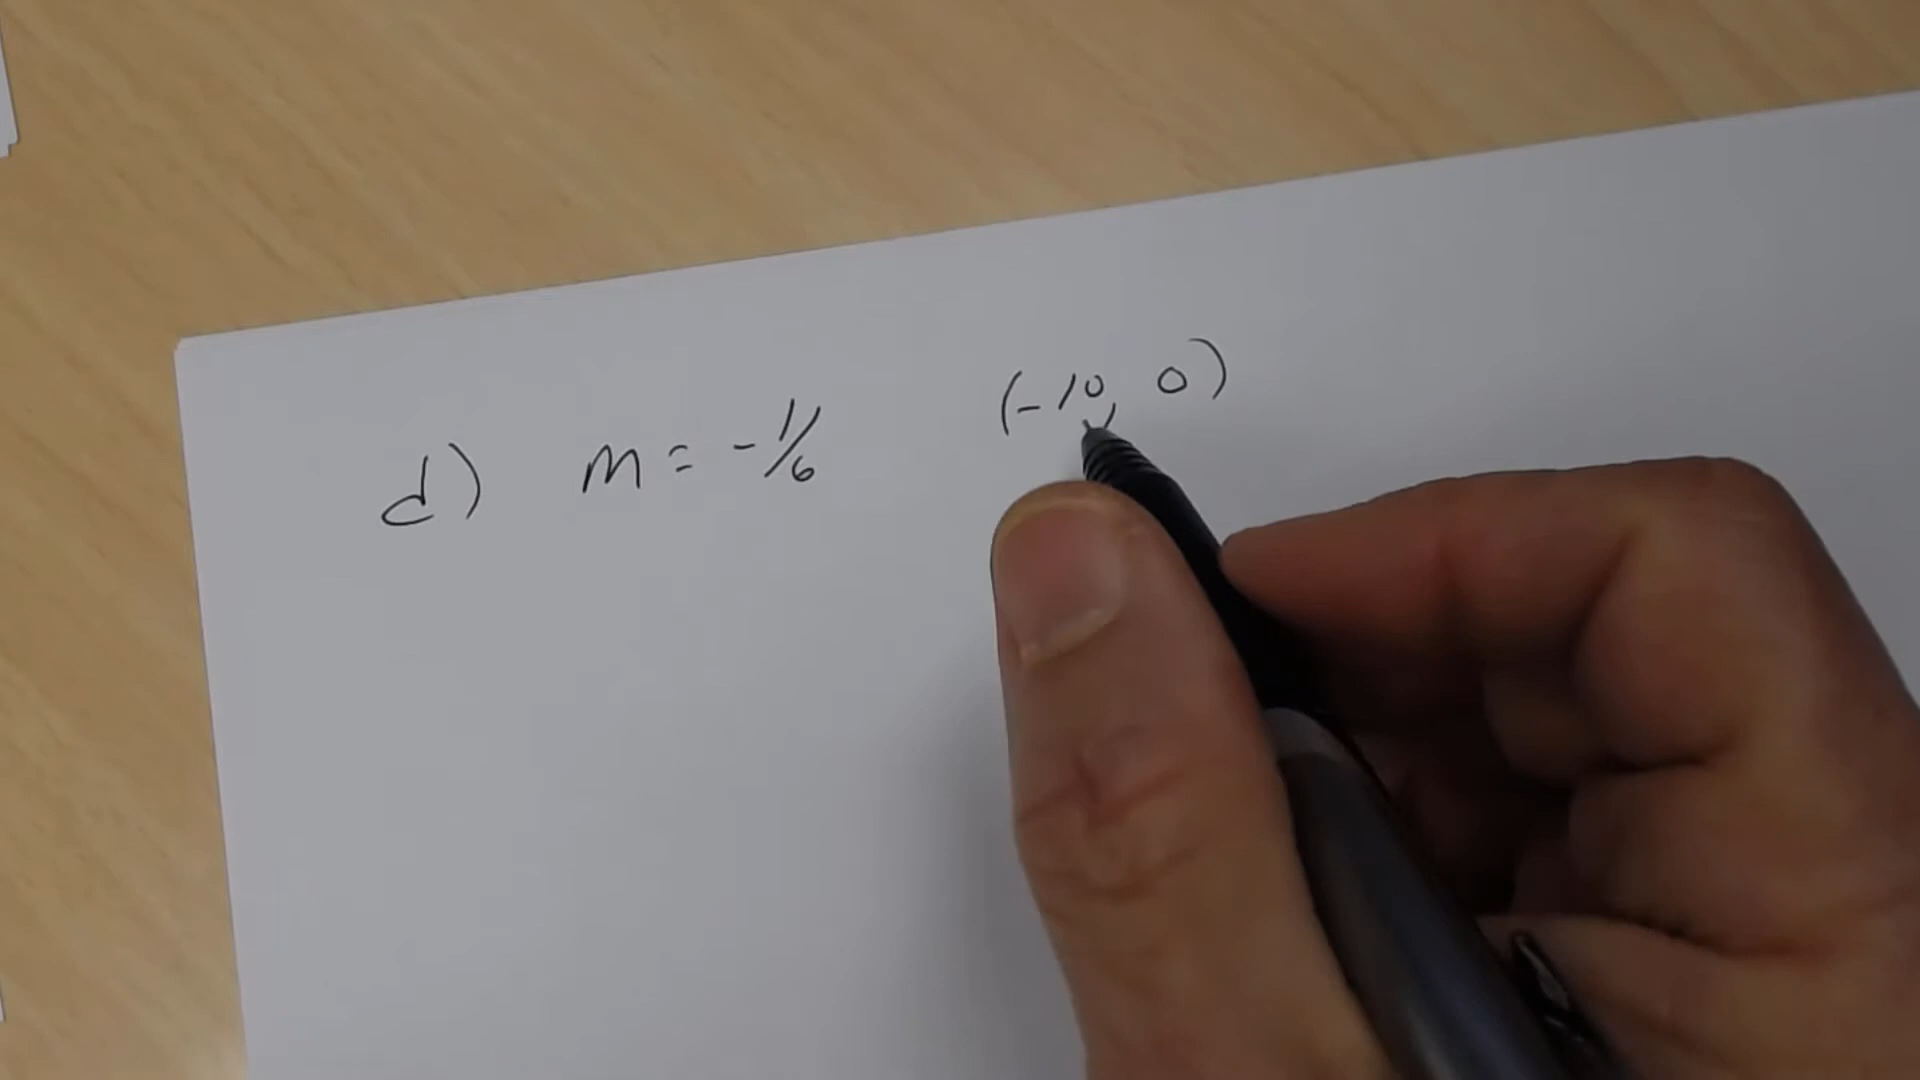 d) m = -1/6 (-10, 0)